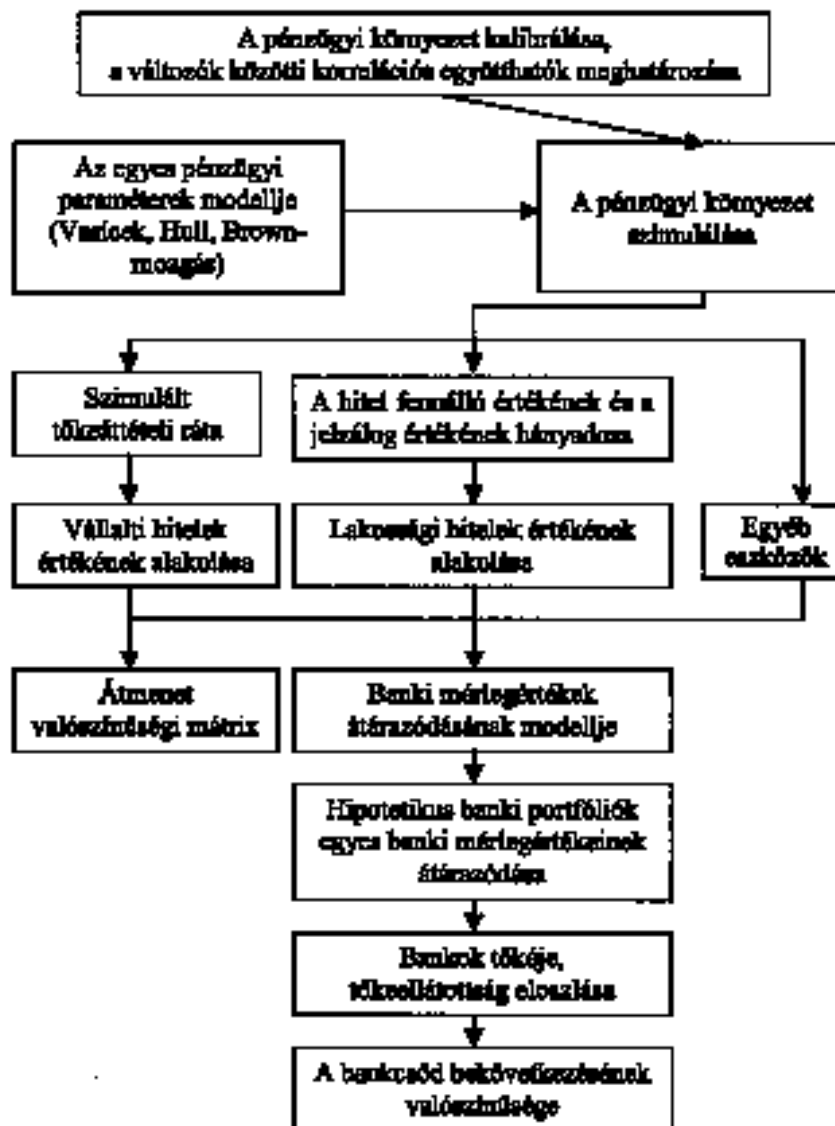 A pénzügyi környezet kalibrálása,
a változók közötti korrelációs együtthatók meghatározása
Az egyes pénzügyi
paraméterek modellje
(Vasicek, Hull, Brown-
mozgás)
A pénzügyi környezet
szimulálása
Szimulált
tőkeáttételi ráta
A hitel fennálló értékének és a
jelzálog értékének hányadosa
Vállalti hitelek
értékének alakulása
Lakossági hitelek értékének
alakulása
Egyéb
eszközök
Átmenet
valószínűségi mátrix
Banki mérlegértékek
átárazódásának modellje
Hipotetikus banki portfóliók
egyes banki mérlegértékeinek
átárazódása
Bankok tőkéje,
tőkeellátottság eloszlása
A bankcsőd bekövetkezésének
valószínűsége